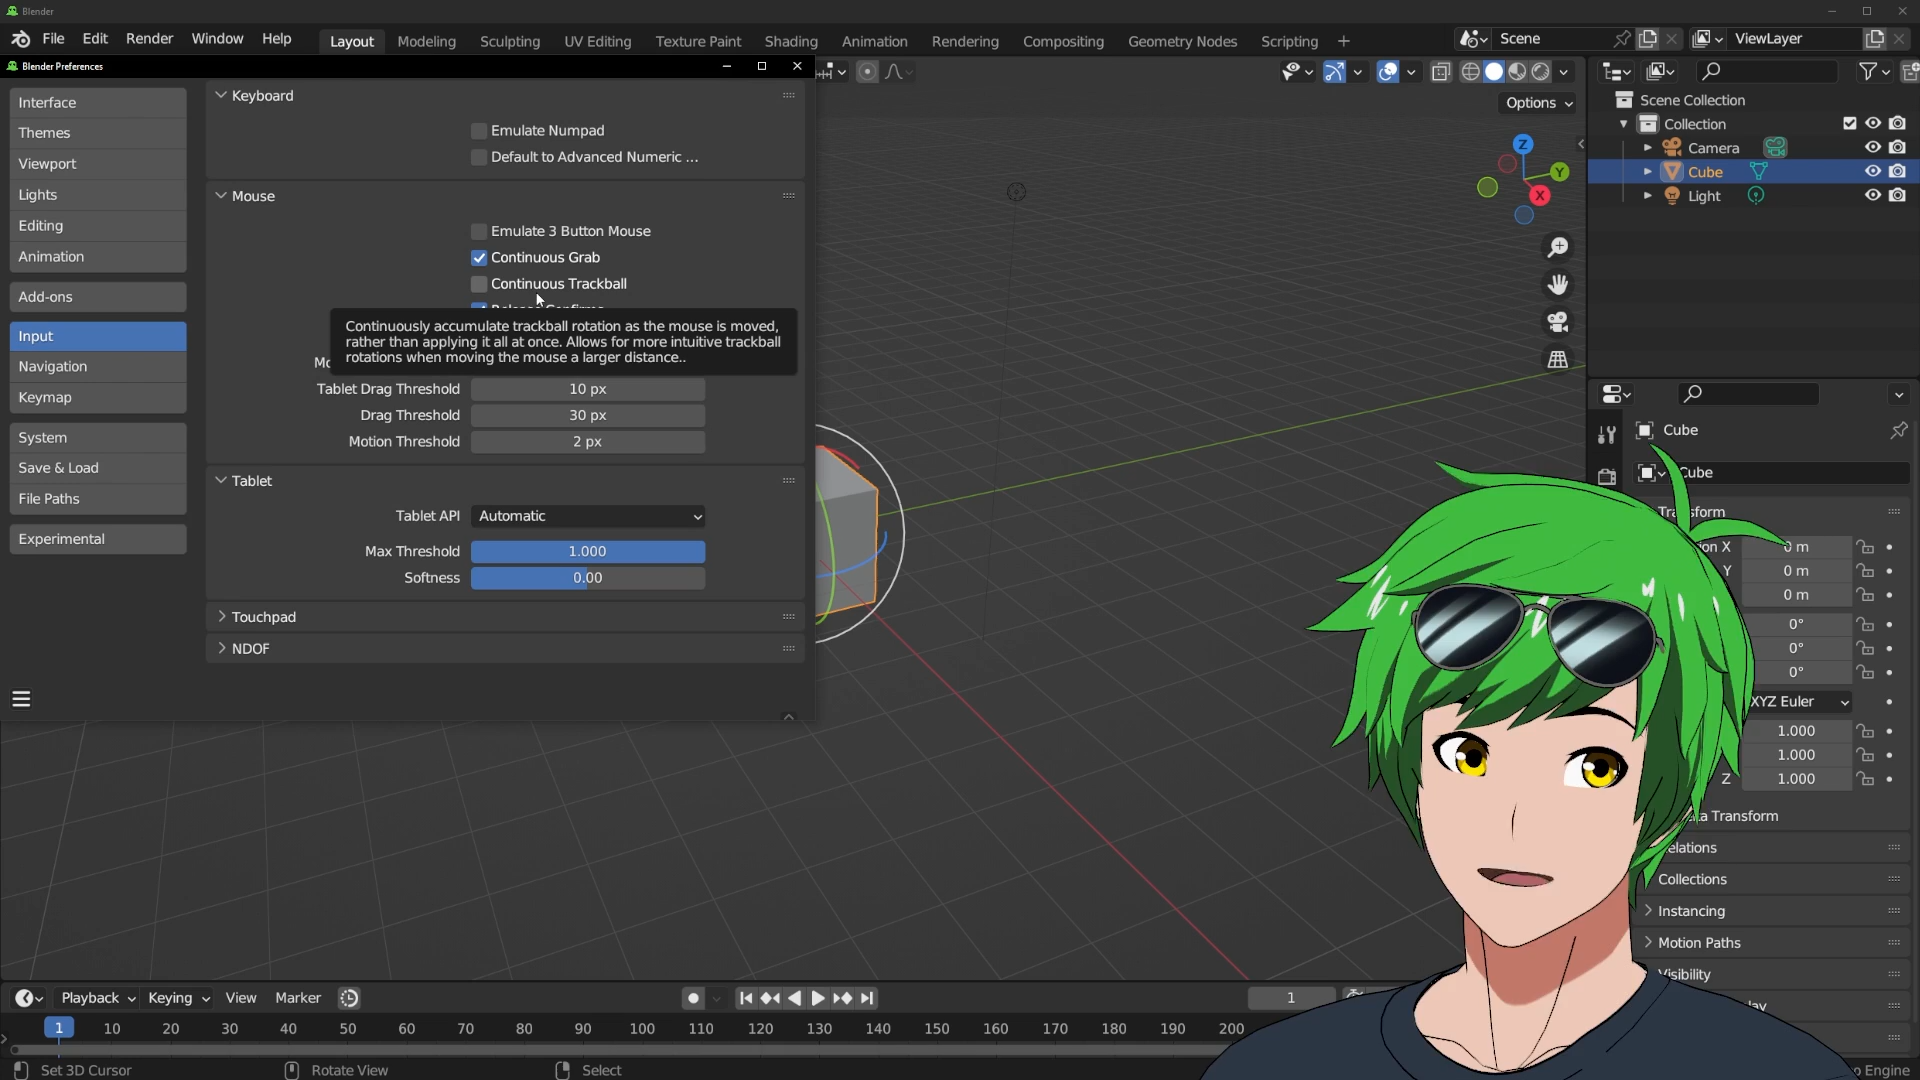 Blender
File Edit Render Window Help Layout Modeling Sculpting UV Editing Texture Paint Shading Animation Rendering Compositing Geometry Nodes Scripting + Scene ViewLayer
Blender Preferences
Options
Interface
Themes
Viewport
Lights
Editing
Animation
Add-ons
Input
Navigation
Keymap
System
Save & Load
File Paths
Experimental
Keyboard
Emulate Numpad
Default to Advanced Numeric ...
Mouse
Emulate 3 Button Mouse
Continuous Grab
Continuous Trackball
Continuously accumulate trackball rotation as the mouse is moved,
rather than applying it all at once. Allows for more intuitive trackball
rotations when moving the mouse a larger distance..
Tablet Drag Threshold 10 px
Drag Threshold 30 px
Motion Threshold 2 px
Tablet
Tablet API Automatic
Max Threshold 1.000
Softness 0.00
Touchpad
NDOF
Z
Y
X
Scene Collection
Collection
Camera
Cube
Light
Cube
Cube
Transform
on X 0 m
Y 0 m
0 m
0°
0°
0°
XYZ Euler
1.000
1.000
Z 1.000
a Transform
elations
Collections
Instancing
Motion Paths
Visibility
lay
Playback Keying View Marker 1
1 10 20 30 40 50 60 70 80 90 100 110 120 130 140 150 160 170 180 190 200
Set 3D Cursor Rotate View Select o Engine